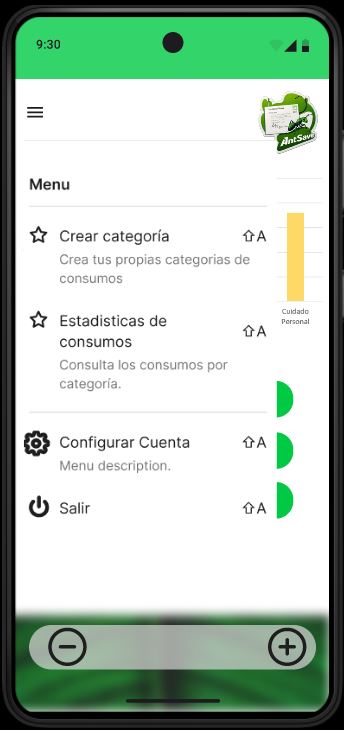 9:30
AntSave
Menu
Crear categoría
⇧A
Crea tus propias categorias de
consumos
Estadisticas de
consumos
⇧A
Consulta los consumos por
categoría.
Cuidado
Personal
Configurar Cuenta
⇧A
Menu description.
Salir
⇧A